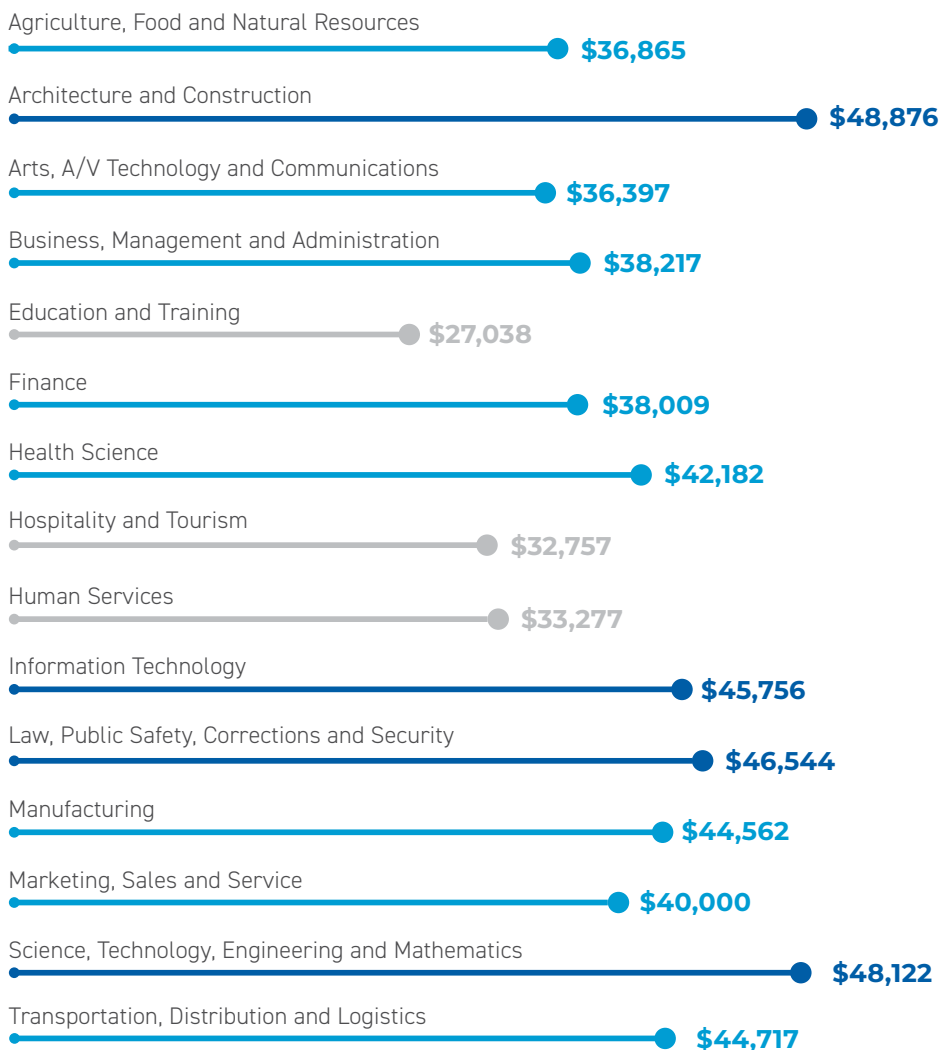 Agriculture, Food and Natural Resources
$36,865
Architecture and Construction
$48,876
Arts, A/V Technology and Communications
$36,397
Business, Management and Administration
$38,217
Education and Training
$27,038
Finance
$38,009
Health Science
$42,182
Hospitality and Tourism
$32,757
Human Services
$33,277
Information Technology
$45,756
Law, Public Safety, Corrections and Security
$46,544
Manufacturing
$44,562
Marketing, Sales and Service
$40,000
Science, Technology, Engineering and Mathematics
$48,122
Transportation, Distribution and Logistics
$44,717